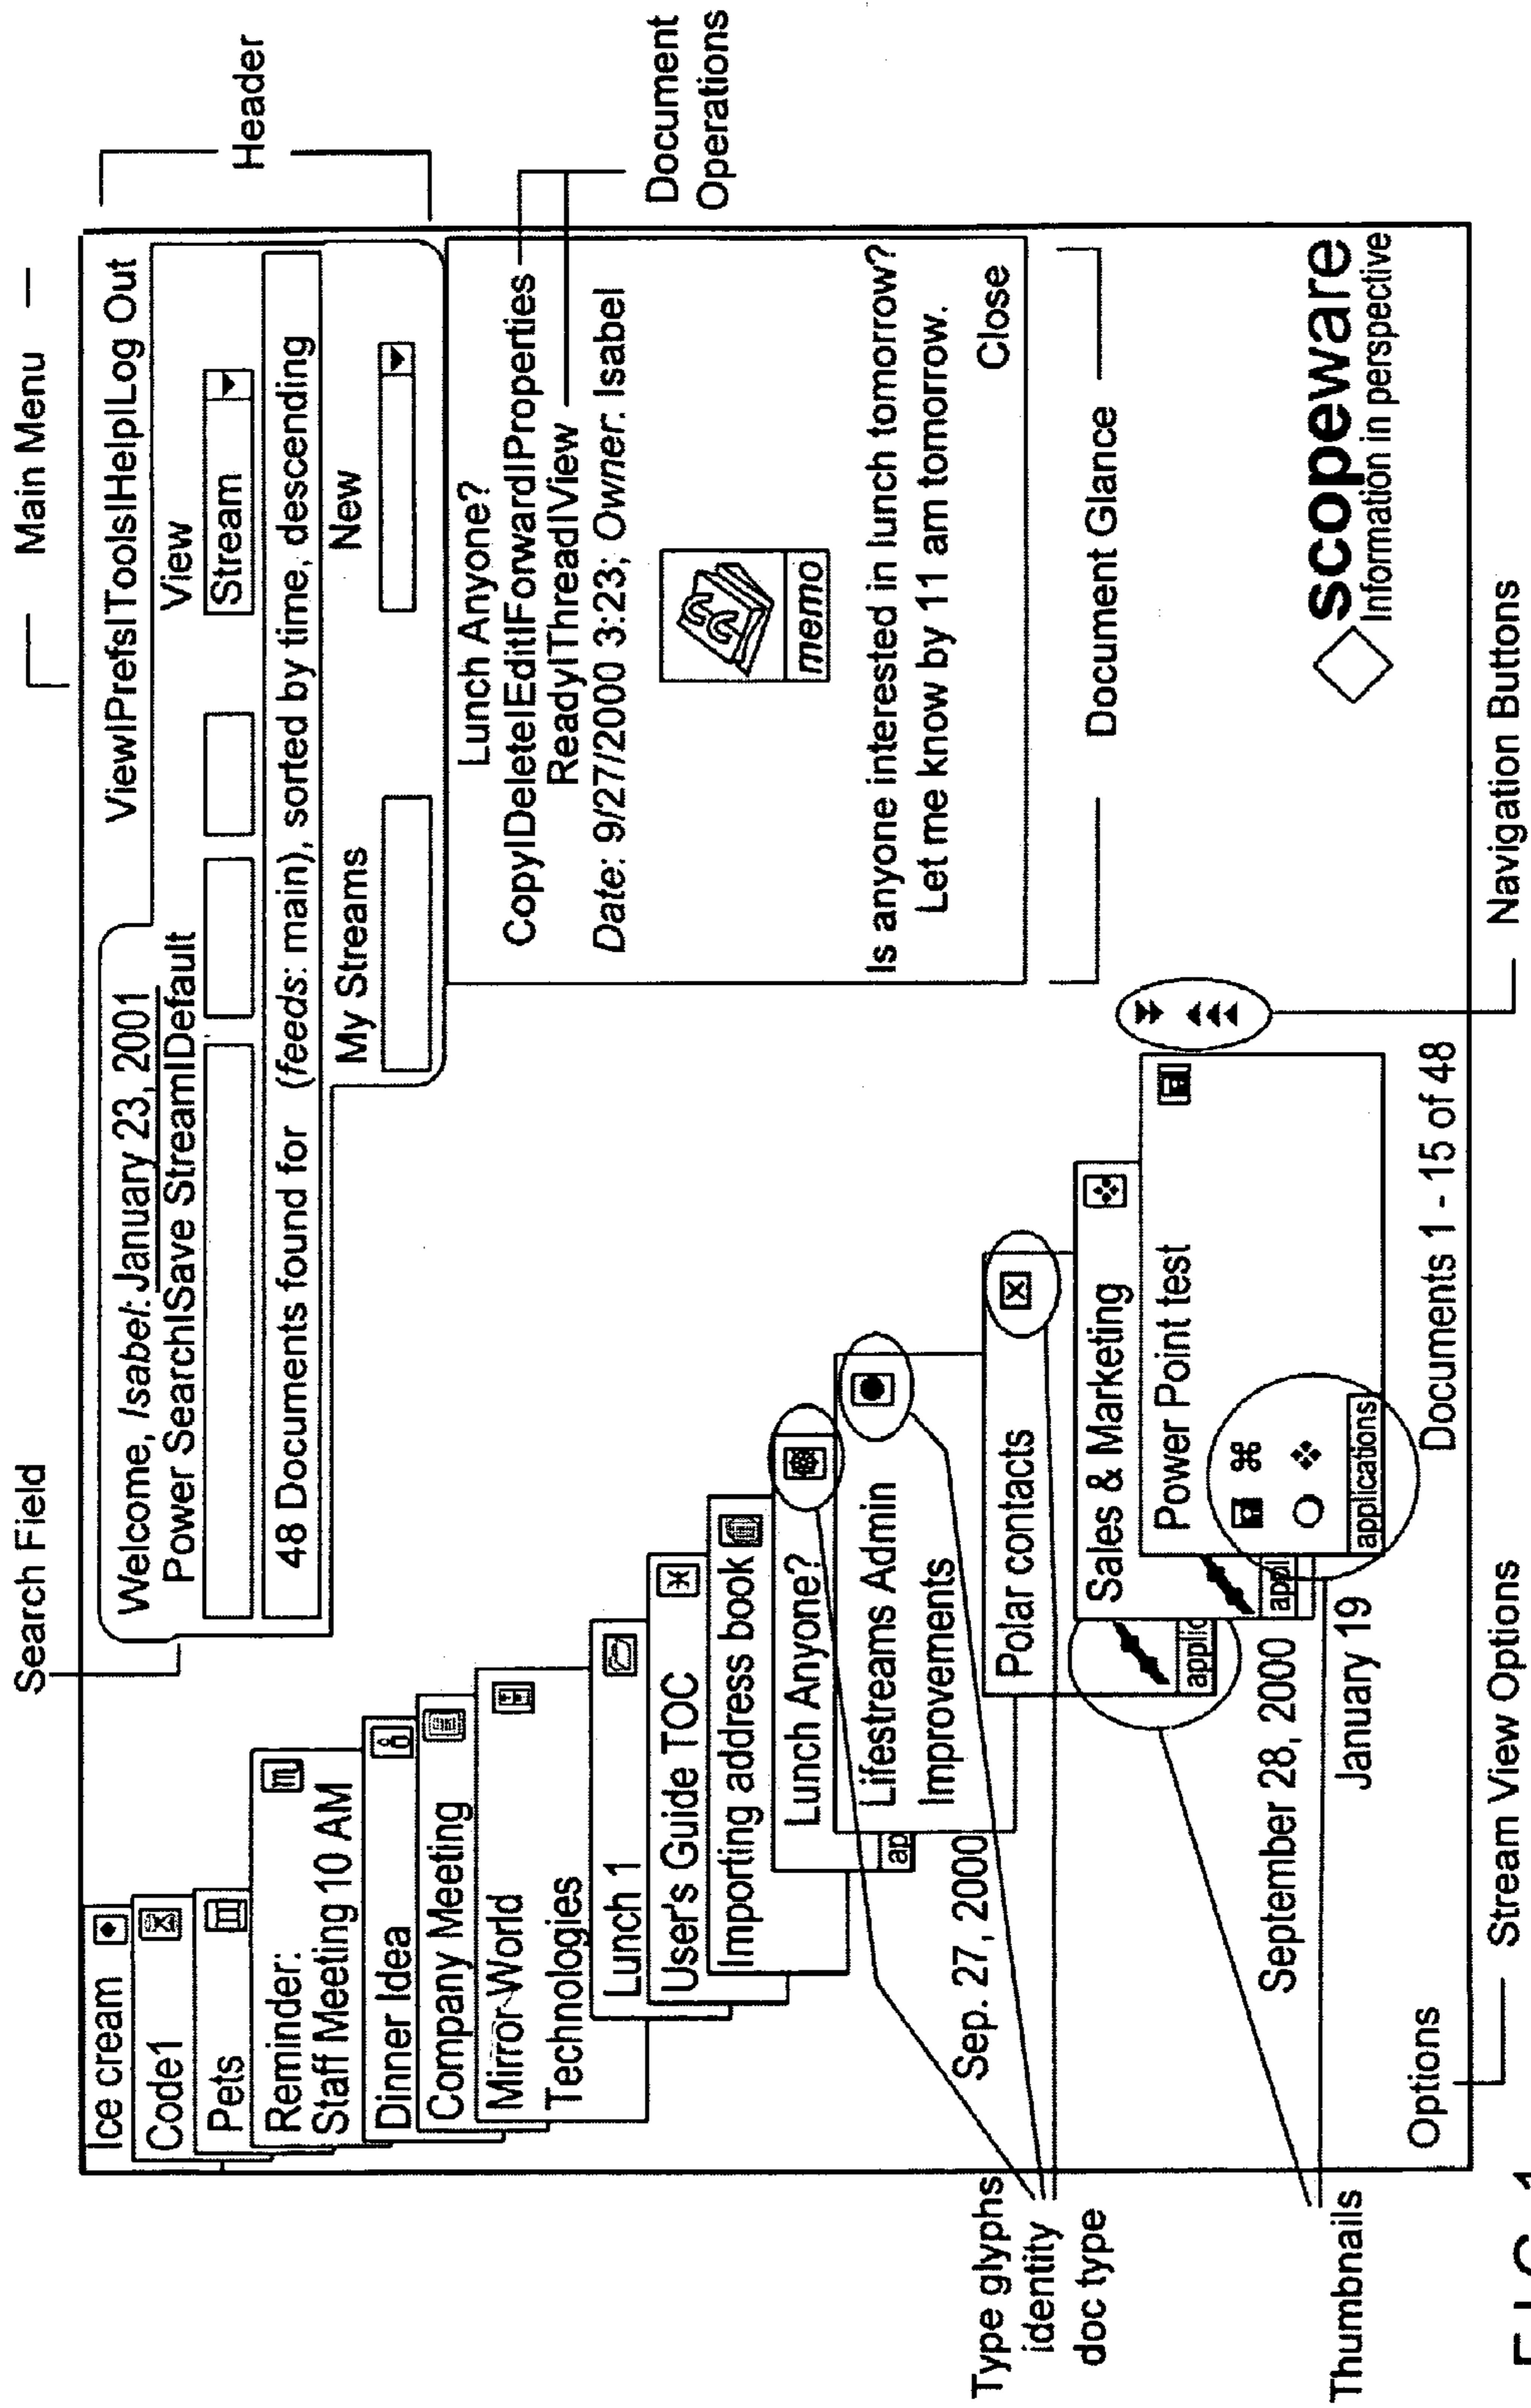 Search Field
Main Menu
Header
Welcome, Isabel: January 23, 2001
View|Prefs|Tools|Help|Log Out
Power Search|Save Stream|Default
View
Stream
48 Documents found for (feeds: main), sorted by time, descending
My Streams
New
Ice cream
Code1
Pets
Reminder:
Staff Meeting 10 AM
Dinner Idea
Company Meeting
Mirror World
Technologies
Lunch 1
User's Guide TOC
Importing address book
Lunch Anyone?
ap
Lifestreams Admin
Improvements
Sep. 27, 2000
Polar contacts
applic
Sales & Marketing
appl
September 28, 2000
Power Point test
applications
January 19
Lunch Anyone?
Copy|Delete|Edit|Forward|Properties
Ready|Thread|View
Date: 9/27/2000 3:23; Owner: Isabel
memo
Is anyone interested in lunch tomorrow?
Let me know by 11 am tomorrow.
Close
Document
Operations
Document Glance
Type glyphs
identity
doc type
Thumbnails
Options
Documents 1 - 15 of 48
scopeware
Information in perspective
Stream View Options
Navigation Buttons
FIG. 1